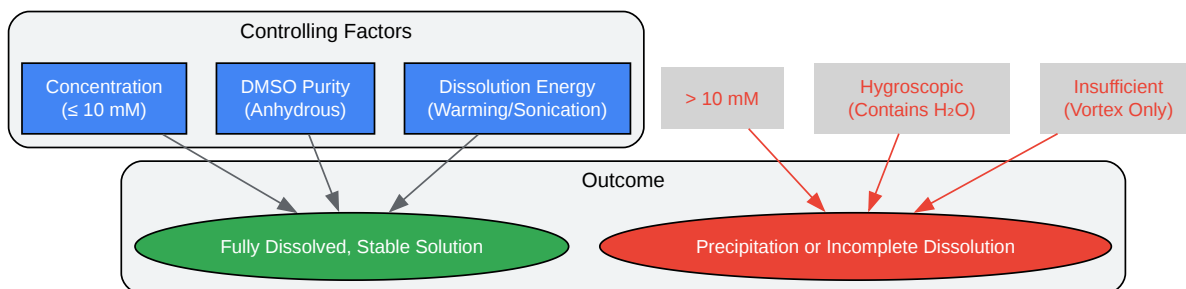 Controlling Factors
Concentration
(≤ 10 mM)
DMSO Purity
(Anhydrous)
Dissolution Energy
(Warming/Sonication)
> 10 mM
Hygroscopic
(Contains H₂O)
Insufficient
(Vortex Only)
Outcome
Fully Dissolved, Stable Solution
Precipitation or Incomplete Dissolution